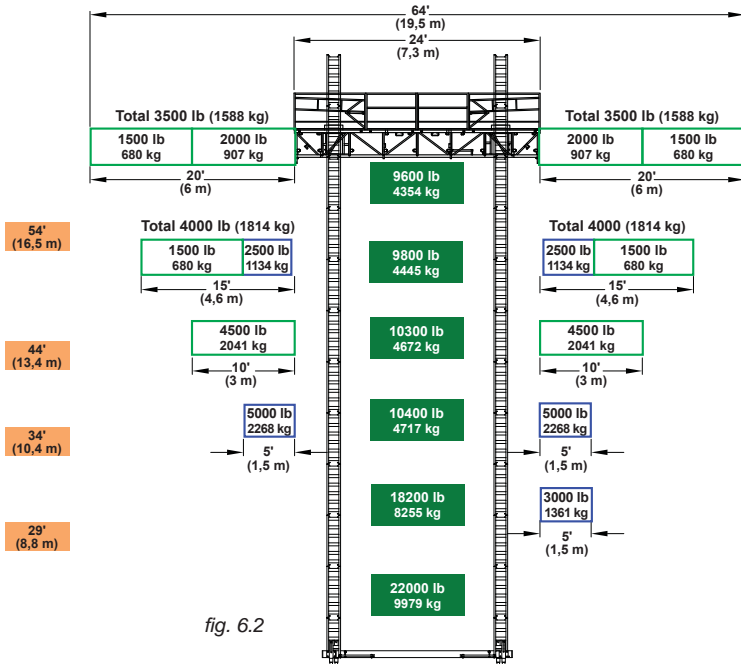 64'
(19,5 m)
24'
(7,3 m)
Total 3500 lb (1588 kg)
Total 3500 lb (1588 kg)
1500 lb
680 kg
2000 lb
907 kg
2000 lb
907 kg
1500 lb
680 kg
20'
(6 m)
20'
(6 m)
9600 lb
4354 kg
54'
(16,5 m)
Total 4000 lb (1814 kg)
Total 4000 (1814 kg)
1500 lb
680 kg
2500 lb
1134 kg
9800 lb
4445 kg
2500 lb
1134 kg
1500 lb
680 kg
15'
(4,6 m)
15'
(4,6 m)
44'
(13,4 m)
4500 lb
2041 kg
10300 lb
4672 kg
4500 lb
2041 kg
10'
(3 m)
10'
(3 m)
34'
(10,4 m)
5000 lb
2268 kg
10400 lb
4717 kg
5000 lb
2268 kg
5'
(1,5 m)
5'
(1,5 m)
29'
(8,8 m)
18200 lb
8255 kg
3000 lb
1361 kg
5'
(1,5 m)
22000 lb
9979 kg
fig. 6.2